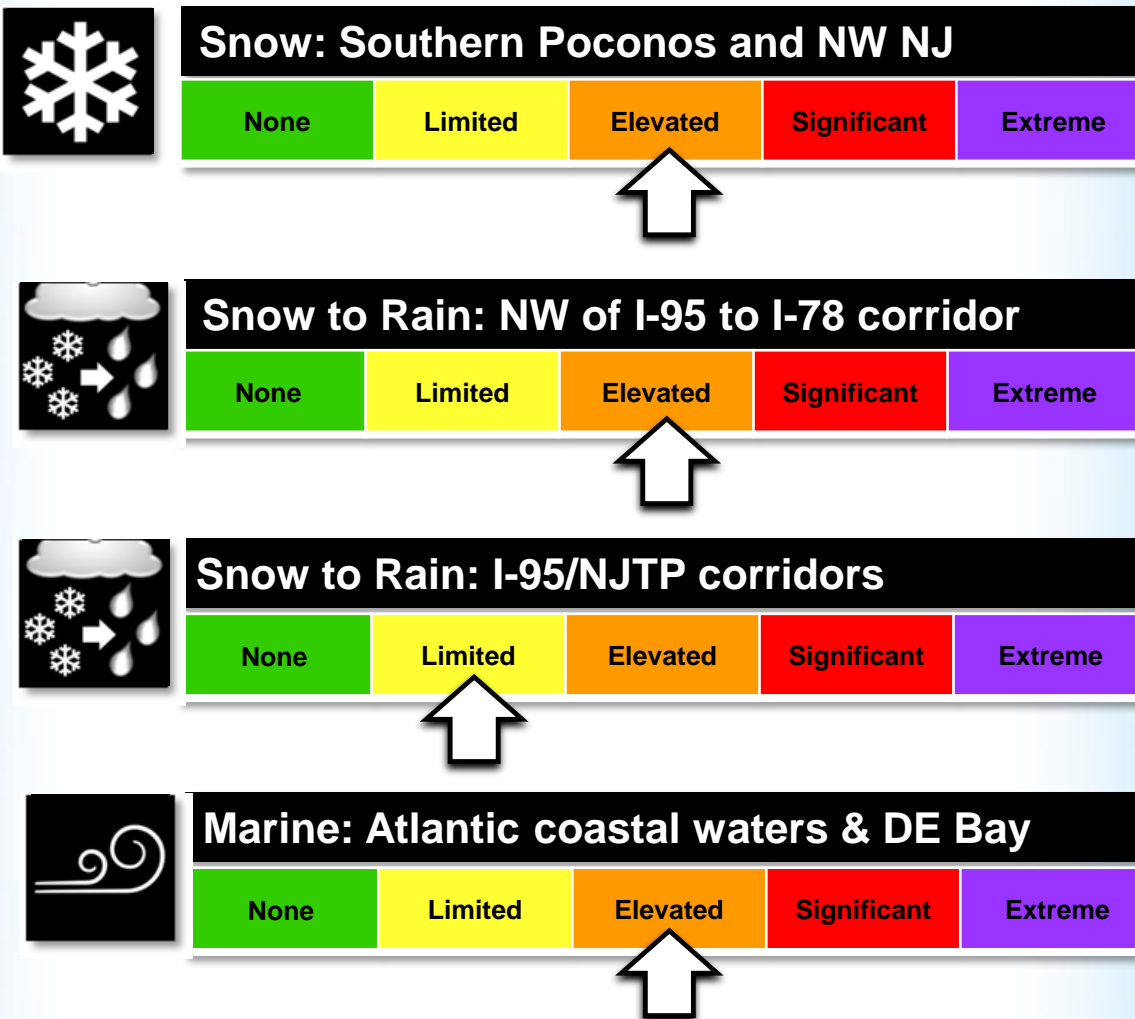 Snow: Southern Poconos and NW NJ
None Limited Elevated Significant Extreme
Snow to Rain: NW of I-95 to I-78 corridor
None Limited Elevated Significant Extreme
Snow to Rain: I-95/NJTP corridors
None Limited Elevated Significant Extreme
Marine: Atlantic coastal waters & DE Bay
None Limited Elevated Significant Extreme